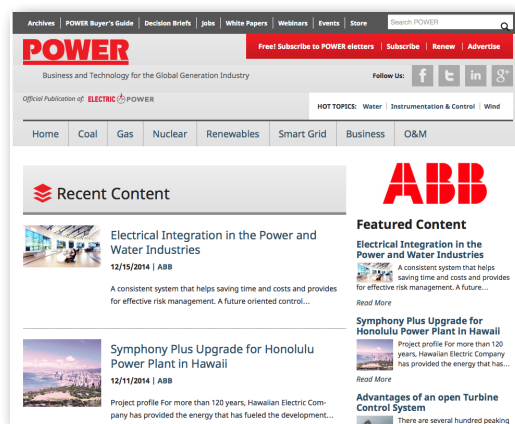 Archives | POWER Buyer's Guide | Decision Briefs | Jobs | White Papers | Webinars | Events | Store
Search POWER
POWER
Free! Subscribe to POWER eletters | Subscribe | Renew | Advertise
Business and Technology for the Global Generation Industry
Follow Us:
Official Publication of: ELECTRIC POWER
HOT TOPICS: Water | Instrumentation & Control | Wind
Home Coal Gas Nuclear Renewables Smart Grid Business O&M
Recent Content
Electrical Integration in the Power and
Water Industries
12/15/2014 | ABB
A consistent system that helps saving time and costs and provides
for effective risk management. A future oriented control…
Symphony Plus Upgrade for Honolulu
Power Plant in Hawaii
12/11/2014 | ABB
Project profile For more than 120 years, Hawaiian Electric Com-
pany has provided the energy that has fueled the development…
ABB
Featured Content
Electrical Integration in the
Power and Water Industries
A consistent system that helps
saving time and costs and provides
for effective risk management. A future…
Read More
Symphony Plus Upgrade for
Honolulu Power Plant in Hawaii
Project profile For more than 120
years, Hawaiian Electric Company
has provided the energy that has…
Read More
Advantages of an open Turbine
Control System
There are several hundred peaking